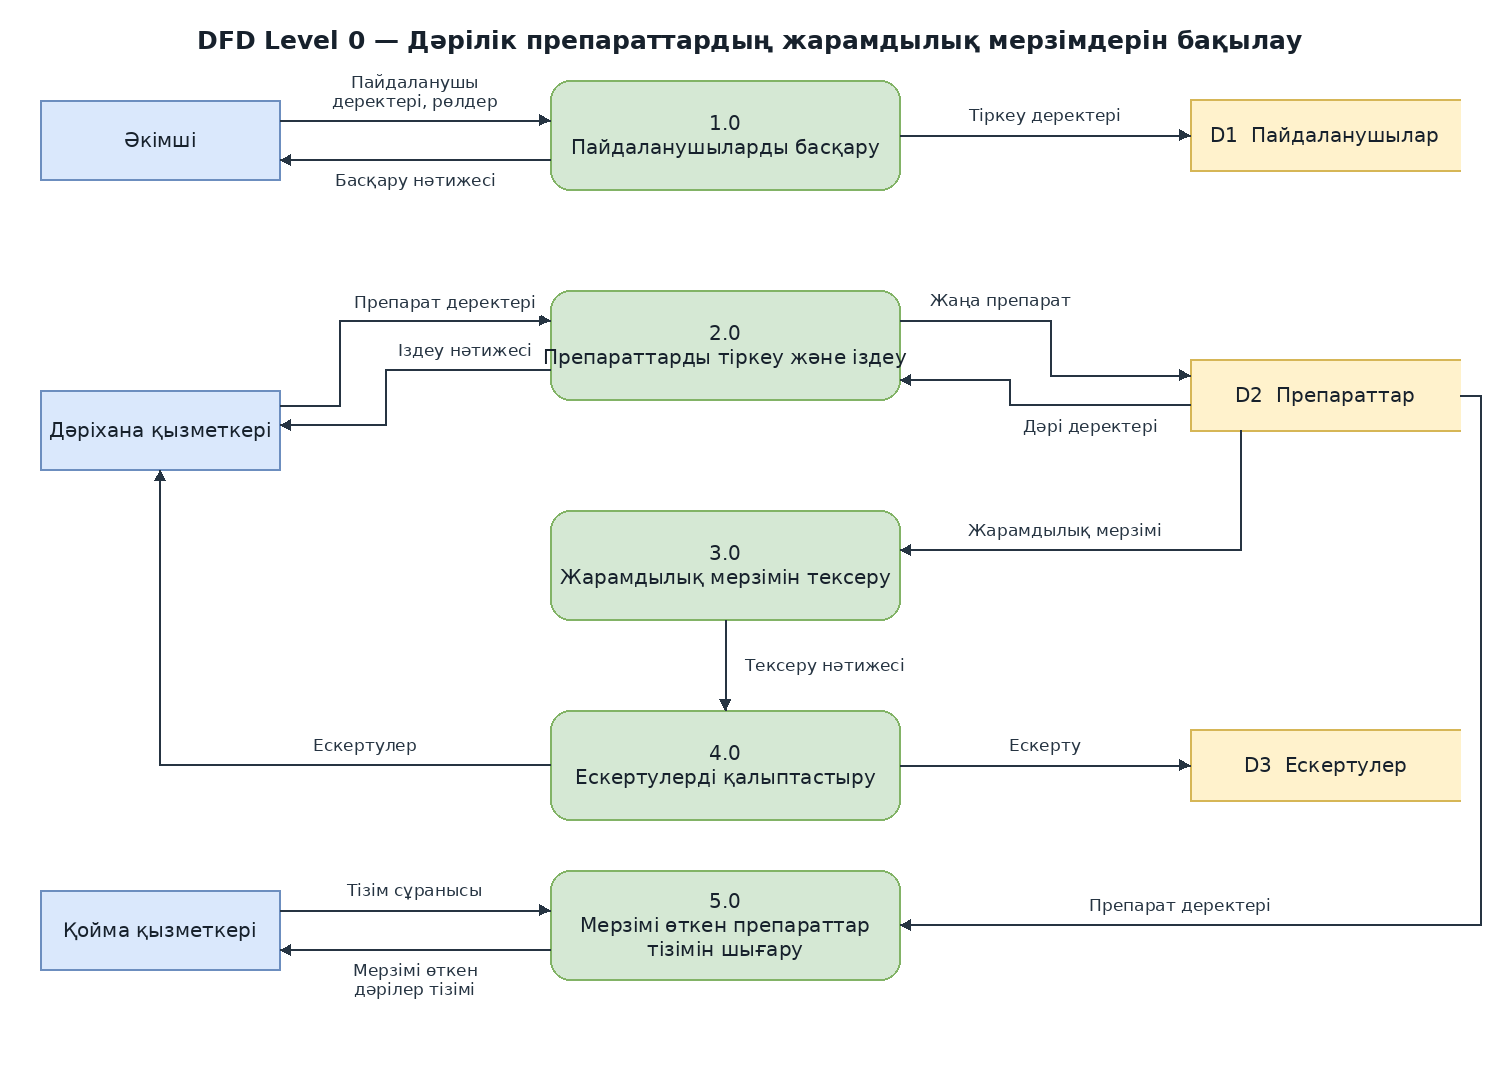 DFD Level 0 — Дәрілік препараттардың жарамдылық мерзімдерін бақылау
Пайдаланушы
деректері, рөлдер
Әкімші
1.0
Пайдаланушыларды басқару
Тіркеу деректері
D1 Пайдаланушылар
Басқару нәтижесі
Препарат деректері
Іздеу нәтижесі
2.0
Препараттарды тіркеу және іздеу
Жаңа препарат
D2 Препараттар
Дәрі деректері
Дәріхана қызметкері
3.0
Жарамдылық мерзімін тексеру
Жарамдылық мерзімі
Тексеру нәтижесі
Ескертулер
4.0
Ескертулерді қалыптастыру
Ескерту
D3 Ескертулер
Тізім сұранысы
Қойма қызметкері
5.0
Мерзімі өткен препараттар
тізімін шығару
Препарат деректері
Мерзімі өткен
дәрілер тізімі